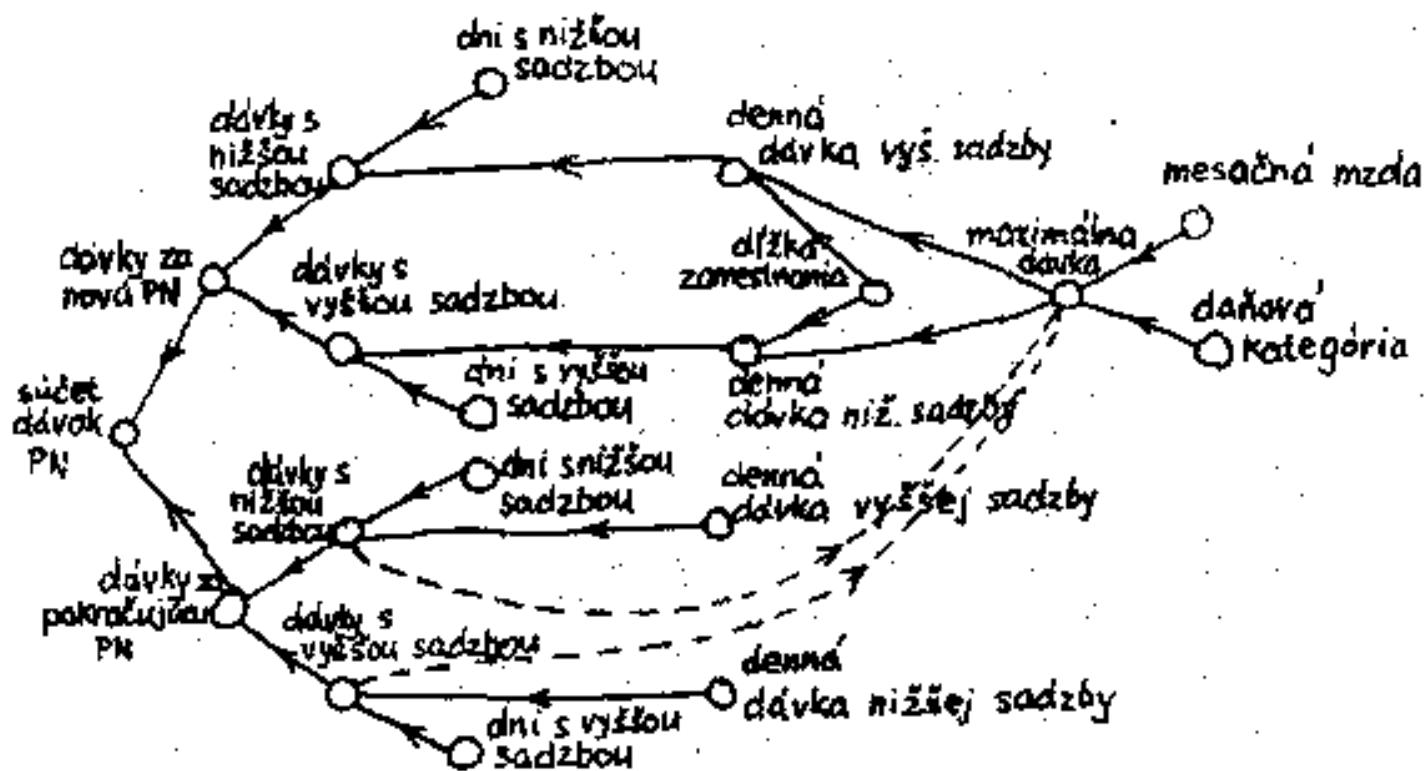 dni s nižšou
sadzbou
dávky s
nižšou
sadzbou
denná
dávka vyš. sadzby
mesačná mzda
maximálna
dávka
dĺžka
zamestnania
dávky za
nová PN
dávky s
vyššou sadzbou
daňová
kategória
dni s vyššou
sadzbou
denná
dávka niž. sadzby
súčet
dávok
PN
dávky s
nižšou
sadzbou
dni s nižšou
sadzbou
denná
dávka vyššej sadzby
dávky za
PN
dávky s
vyššou sadzbou
denná
dávka nižšej sadzby
dni s vyššou
sadzbou